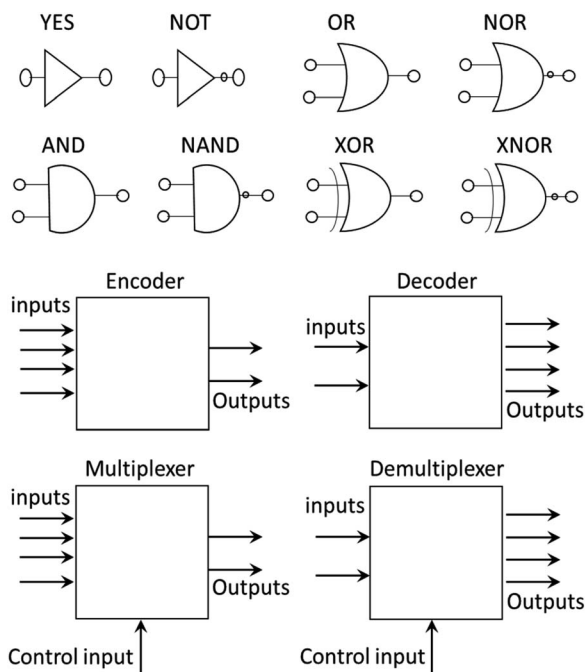 YES NOT OR NOR
AND NAND XOR XNOR
Encoder Decoder
inputs inputs
Outputs Outputs
Multiplexer Demultiplexer
inputs inputs
Outputs Outputs
Control input Control input